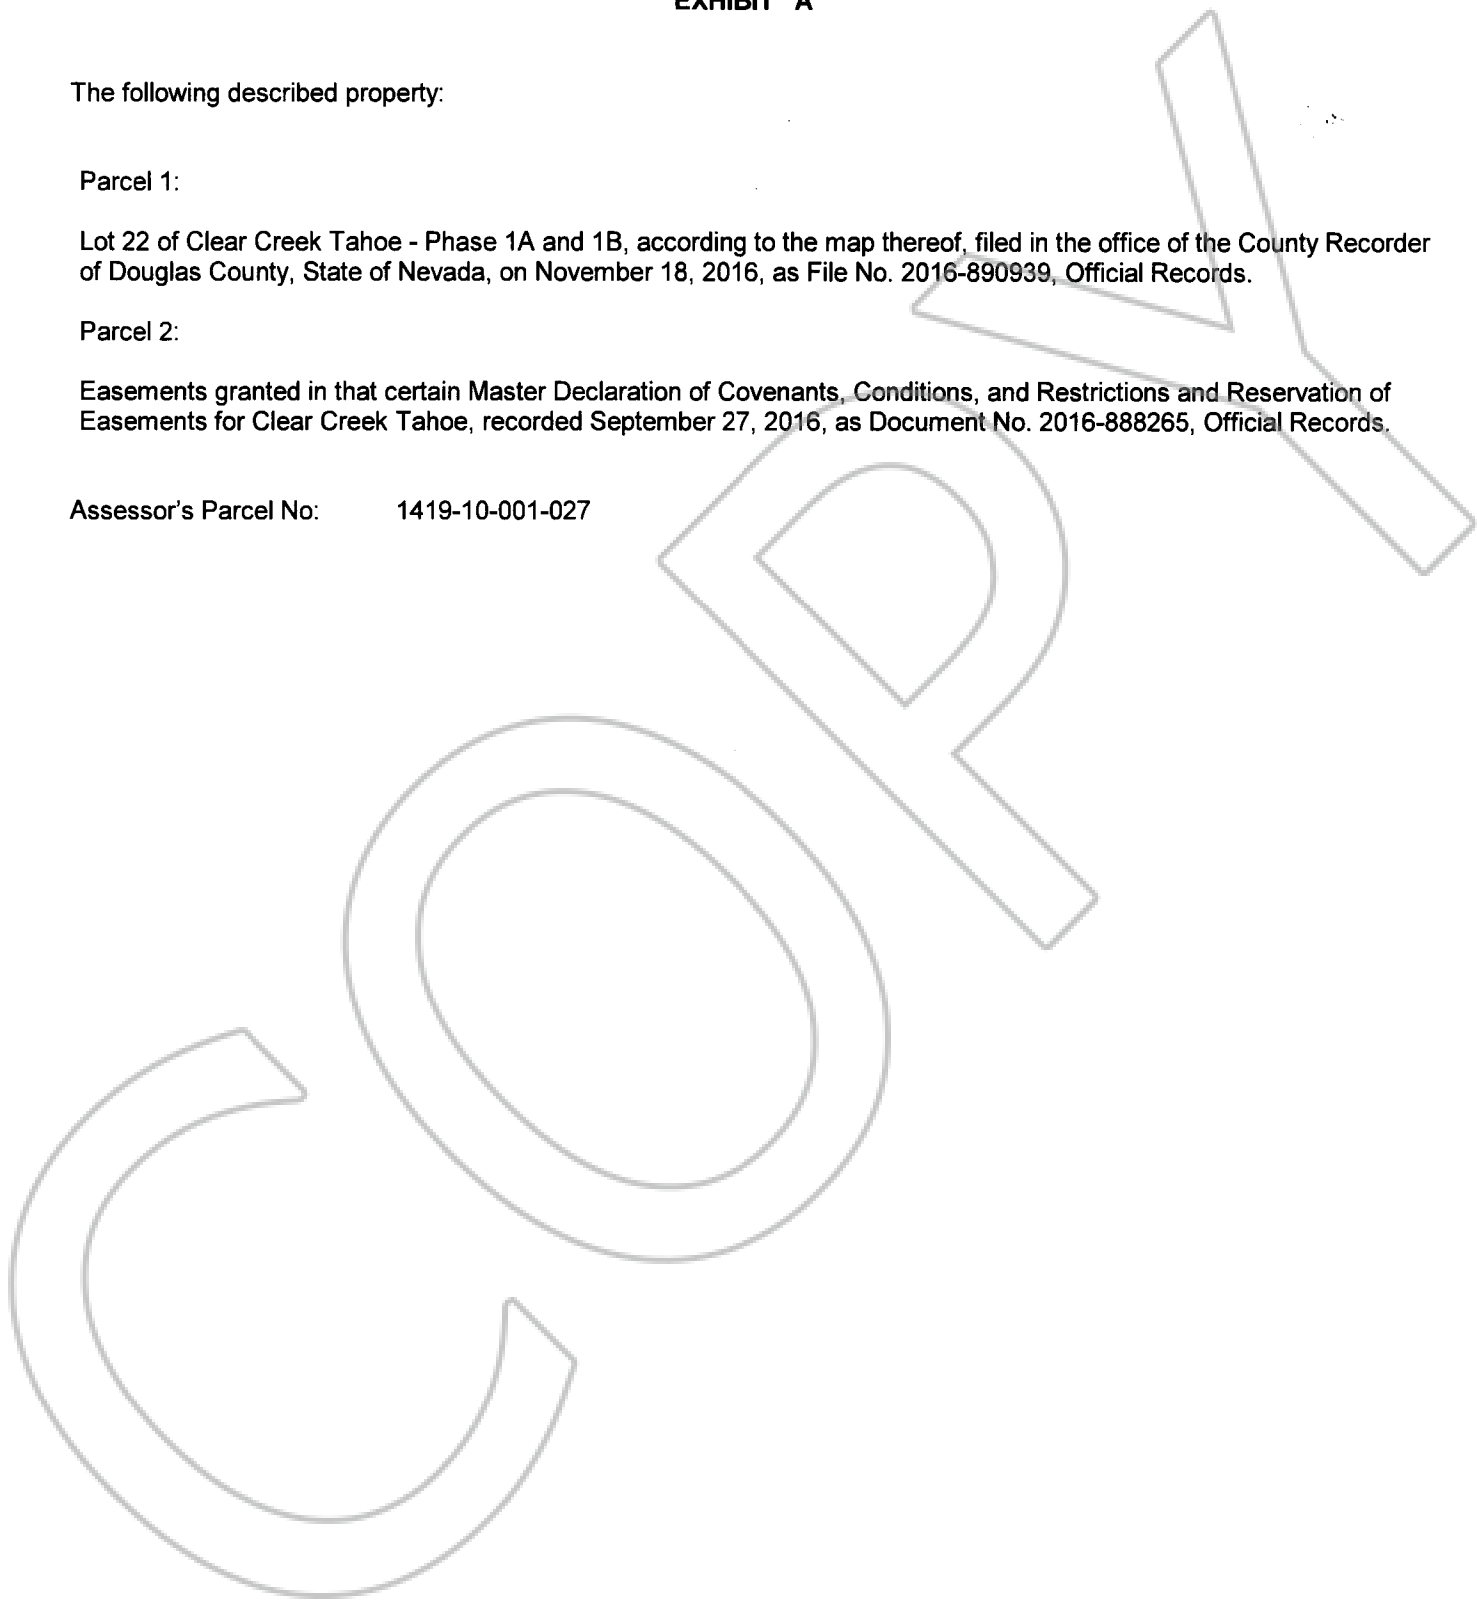 EXHIBIT "A"
The following described property:
Parcel 1:
Lot 22 of Clear Creek Tahoe - Phase 1A and 1B, according to the map thereof, filed in the office of the County Recorder
of Douglas County, State of Nevada, on November 18, 2016, as File No. 2016-890939, Official Records.
Parcel 2:
Easements granted in that certain Master Declaration of Covenants, Conditions, and Restrictions and Reservation of
Easements for Clear Creek Tahoe, recorded September 27, 2016, as Document No. 2016-888265, Official Records.
Assessor's Parcel No: 1419-10-001-027
COPY